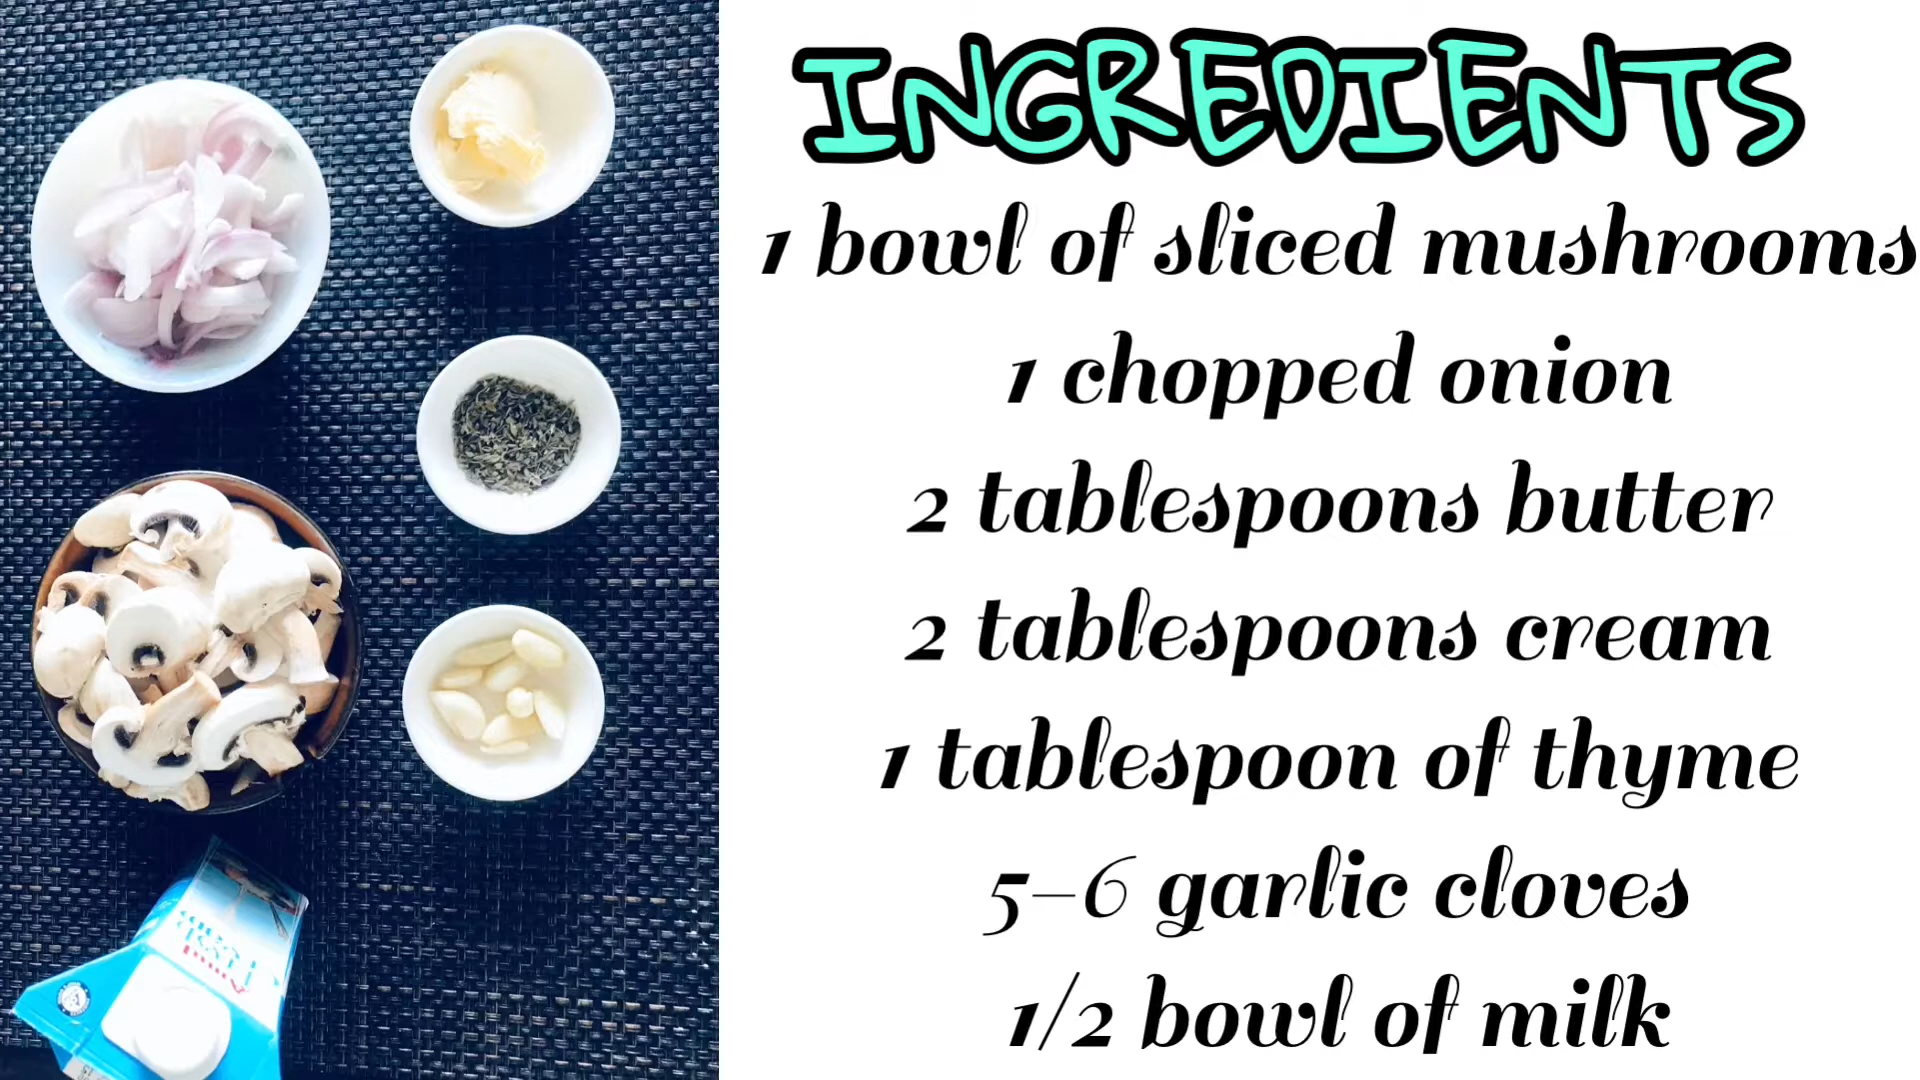 INGREDIENTS
1 bowl of sliced mushrooms
1 chopped onion
2 tablespoons butter
2 tablespoons cream
1 tablespoon of thyme
5-6 garlic cloves
1/2 bowl of milk